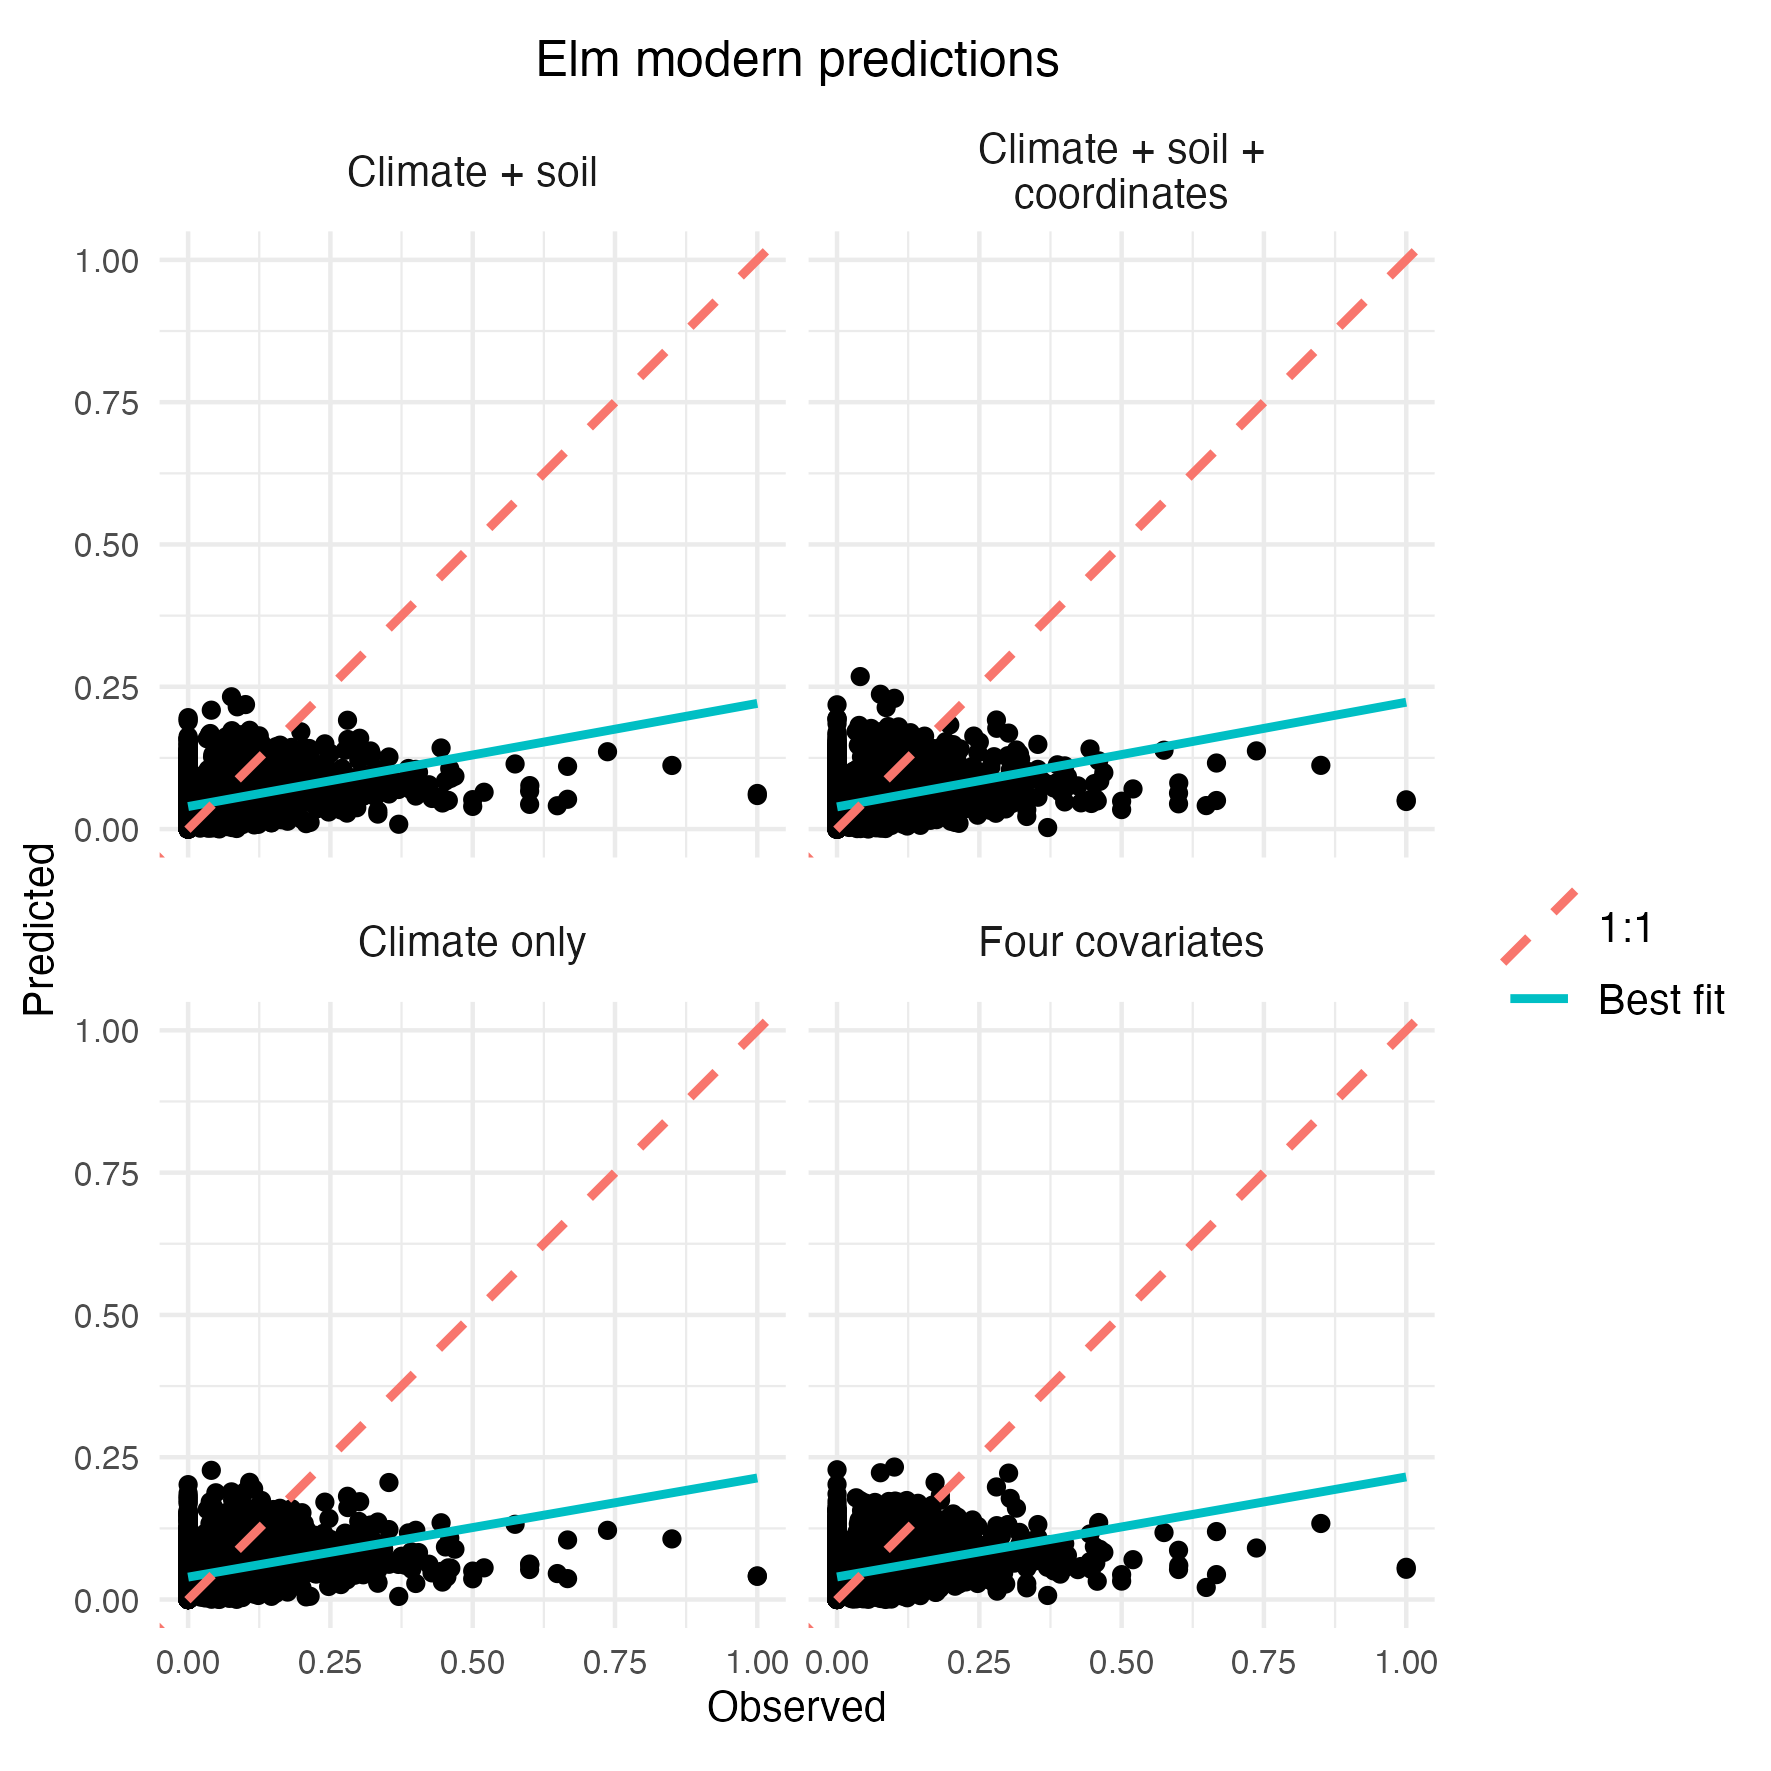 Elm modern predictions
Climate + soil
Climate + soil +
coordinates
1.00
0.75
0.50
0.25
0.00
Predicted
Climate only
Four covariates
1:1
Best fit
1.00
0.75
0.50
0.25
0.00
0.00 0.25 0.50 0.75 1.00 0.00 0.25 0.50 0.75 1.00
Observed